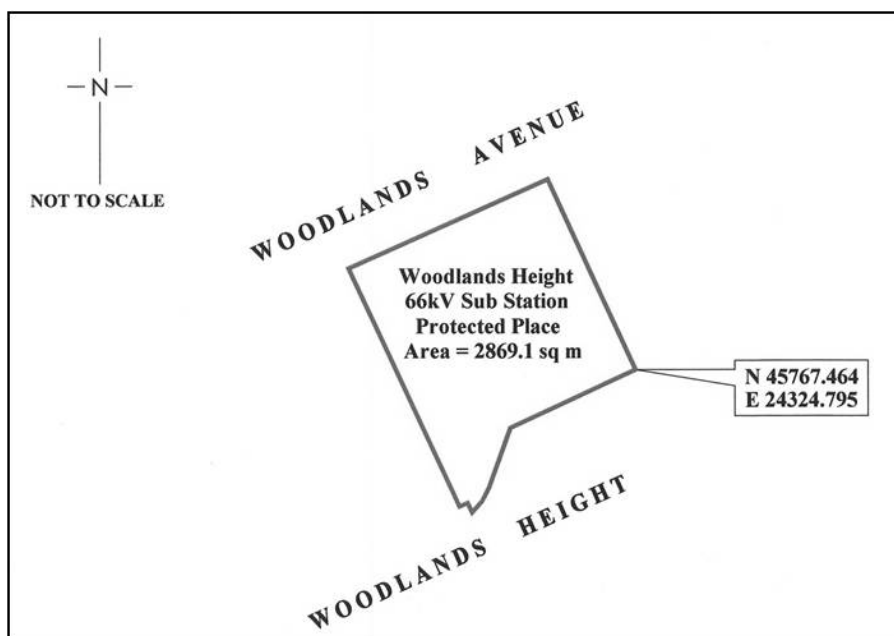 N
NOT TO SCALE
WOODLANDS AVENUE
Woodlands Height
66kV Sub Station
Protected Place
Area = 2869.1 sq m
N 45767.464
E 24324.795
WOODLANDS HEIGHT